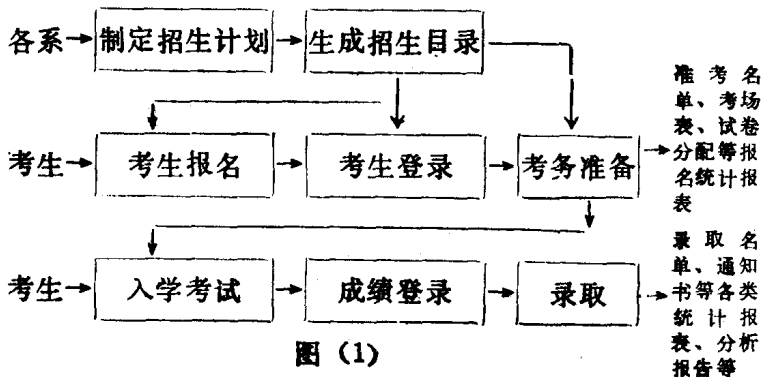 各系 制定招生计划 生成招生目录
准考名
单、考场
表、试卷
分配等报
名统计报
表
考生 考生报名 考生登录 考务准备
录取名
单、通知
书等各类
统计报
表、分析
报告等
考生 入学考试 成绩登录 录取
图（1）